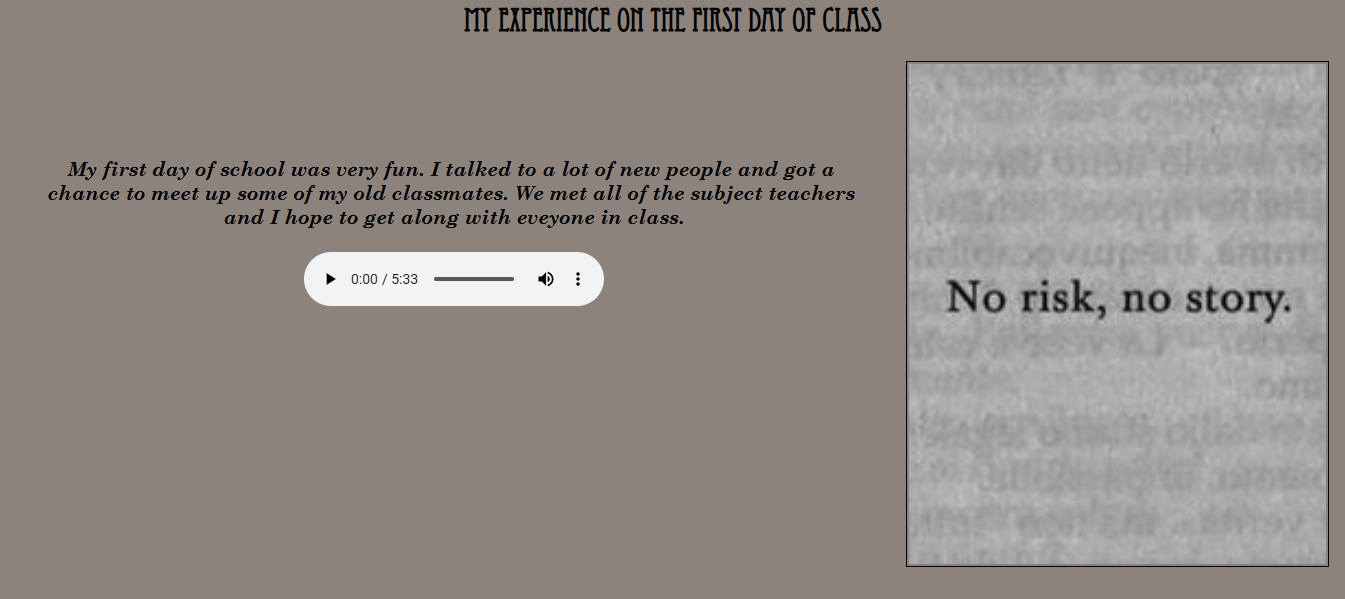 MY EXPERIENCE ON THE FIRST DAY OF CLASS
My first day of school was very fun. I talked to a lot of new people and got a
chance to meet up some of my old classmates. We met all of the subject teachers
and I hope to get along with eveyone in class.
0:00 / 5:33
No risk, no story.